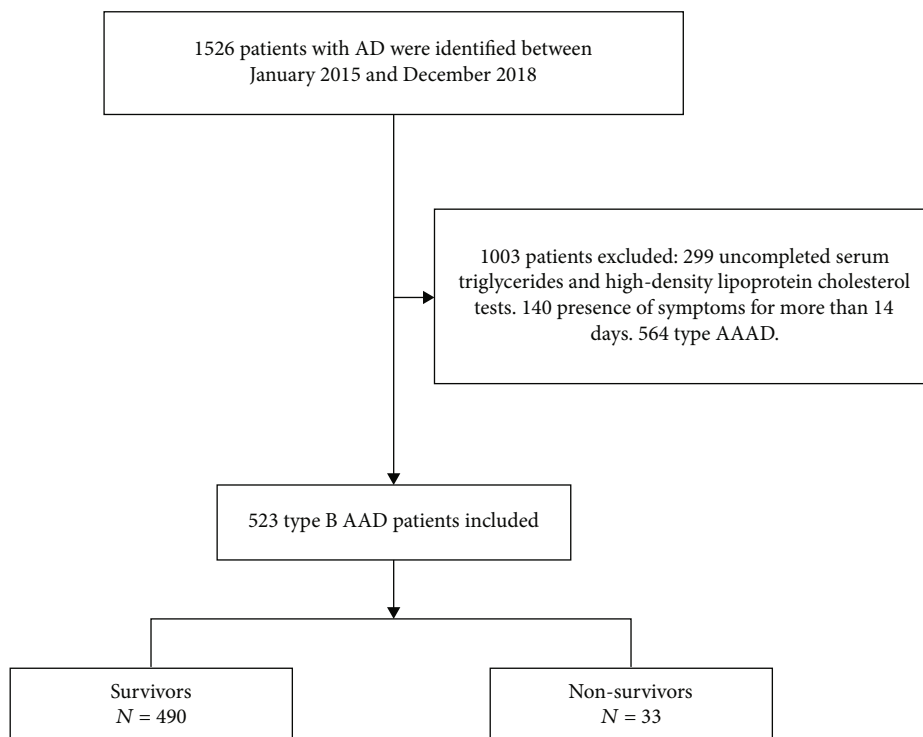 1526 patients with AD were identified between
January 2015 and December 2018
1003 patients excluded: 299 uncompleted serum
triglycerides and high-density lipoprotein cholesterol
tests. 140 presence of symptoms for more than 14
days. 564 type AAAD.
523 type B AAD patients included
Survivors
N = 490
Non-survivors
N = 33